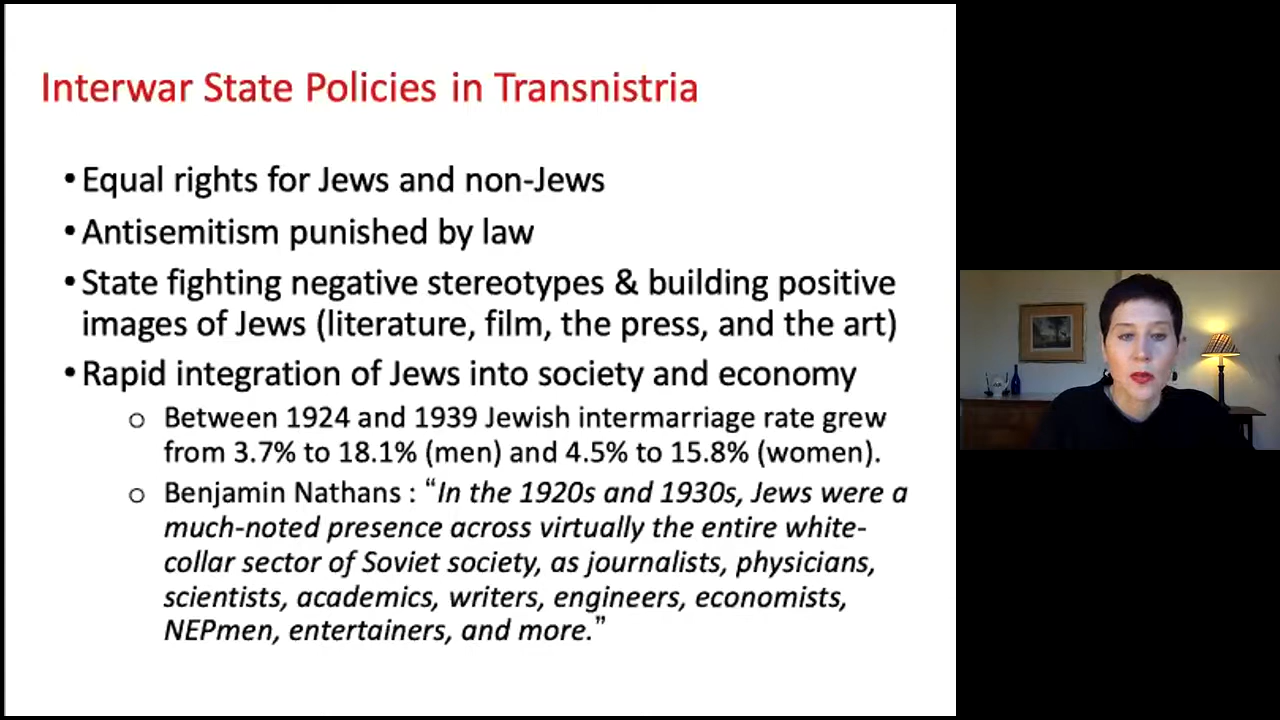 Interwar State Policies in Transnistria
•Equal rights for Jews and non-Jews
•Antisemitism punished by law
•State fighting negative stereotypes & building positive
images of Jews (literature, film, the press, and the art)
•Rapid integration of Jews into society and economy
o Between 1924 and 1939 Jewish intermarriage rate grew
from 3.7% to 18.1% (men) and 4.5% to 15.8% (women).
o Benjamin Nathans : “In the 1920s and 1930s, Jews were a
much-noted presence across virtually the entire white-
collar sector of Soviet society, as journalists, physicians,
scientists, academics, writers, engineers, economists,
NEPmen, entertainers, and more.”